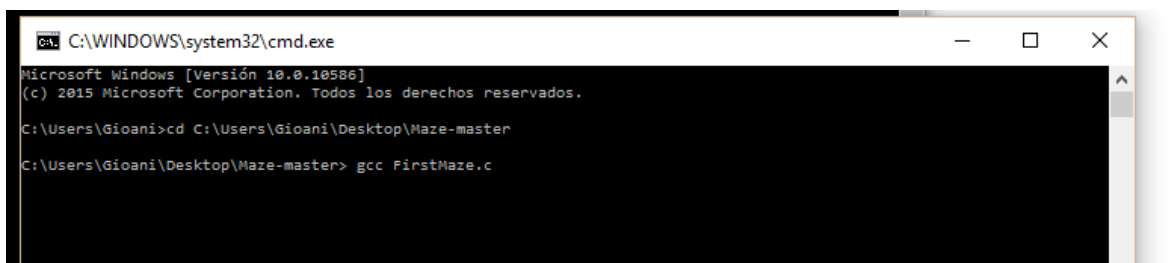 C:\WINDOWS\system32\cmd.exe
Microsoft Windows [Versión 10.0.10586]
(c) 2015 Microsoft Corporation. Todos los derechos reservados.
C:\Users\Gioani>cd C:\Users\Gioani\Desktop\Maze-master
C:\Users\Gioani\Desktop\Maze-master> gcc FirstMaze.c